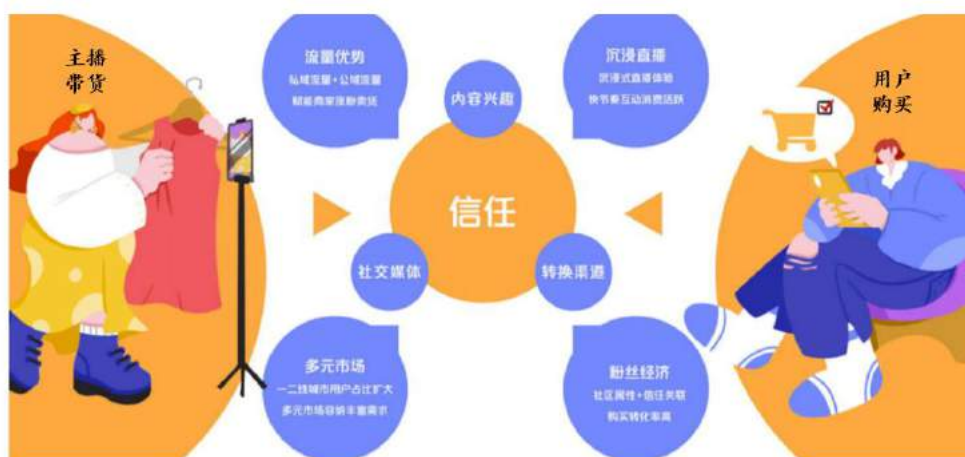 主播
带货
流量优势
私域流量+公域流量
赋能商家涨粉卖货
内容兴趣
沉浸直播
沉浸式直播体验
快节奏互动消费活跃
用户
购买
信任
社交媒体
转换渠道
多元市场
一二线城市用户占比扩大
多元市场容纳丰富需求
粉丝经济
社区属性+信任关联
购买转化率高